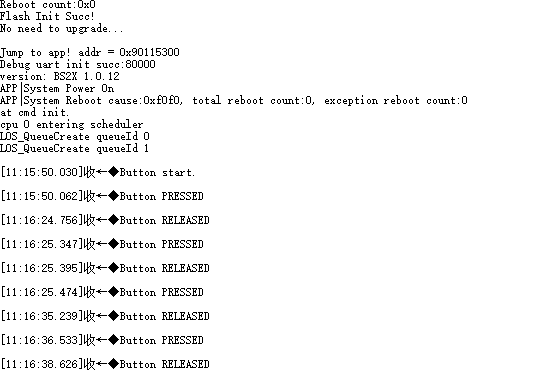 Reboot count:0x0
Flash Init Succ!
No need to upgrade...
Jump to app! addr = 0x90115300
Debug uart init succ:80000
version: BS2X 1.0.12
APP|System Power On
APP|System Reboot cause:0xf0f0, total reboot count:0, exception reboot count:0
at cmd init.
cpu 0 entering scheduler
LOS_QueueCreate queueId 0
LOS_QueueCreate queueId 1
[11:15:50.030]收←◆Button start.
[11:15:50.062]收←◆Button PRESSED
[11:16:24.756]收←◆Button RELEASED
[11:16:25.347]收←◆Button PRESSED
[11:16:25.395]收←◆Button RELEASED
[11:16:25.474]收←◆Button PRESSED
[11:16:35.239]收←◆Button RELEASED
[11:16:36.533]收←◆Button PRESSED
[11:16:38.626]收←◆Button RELEASED